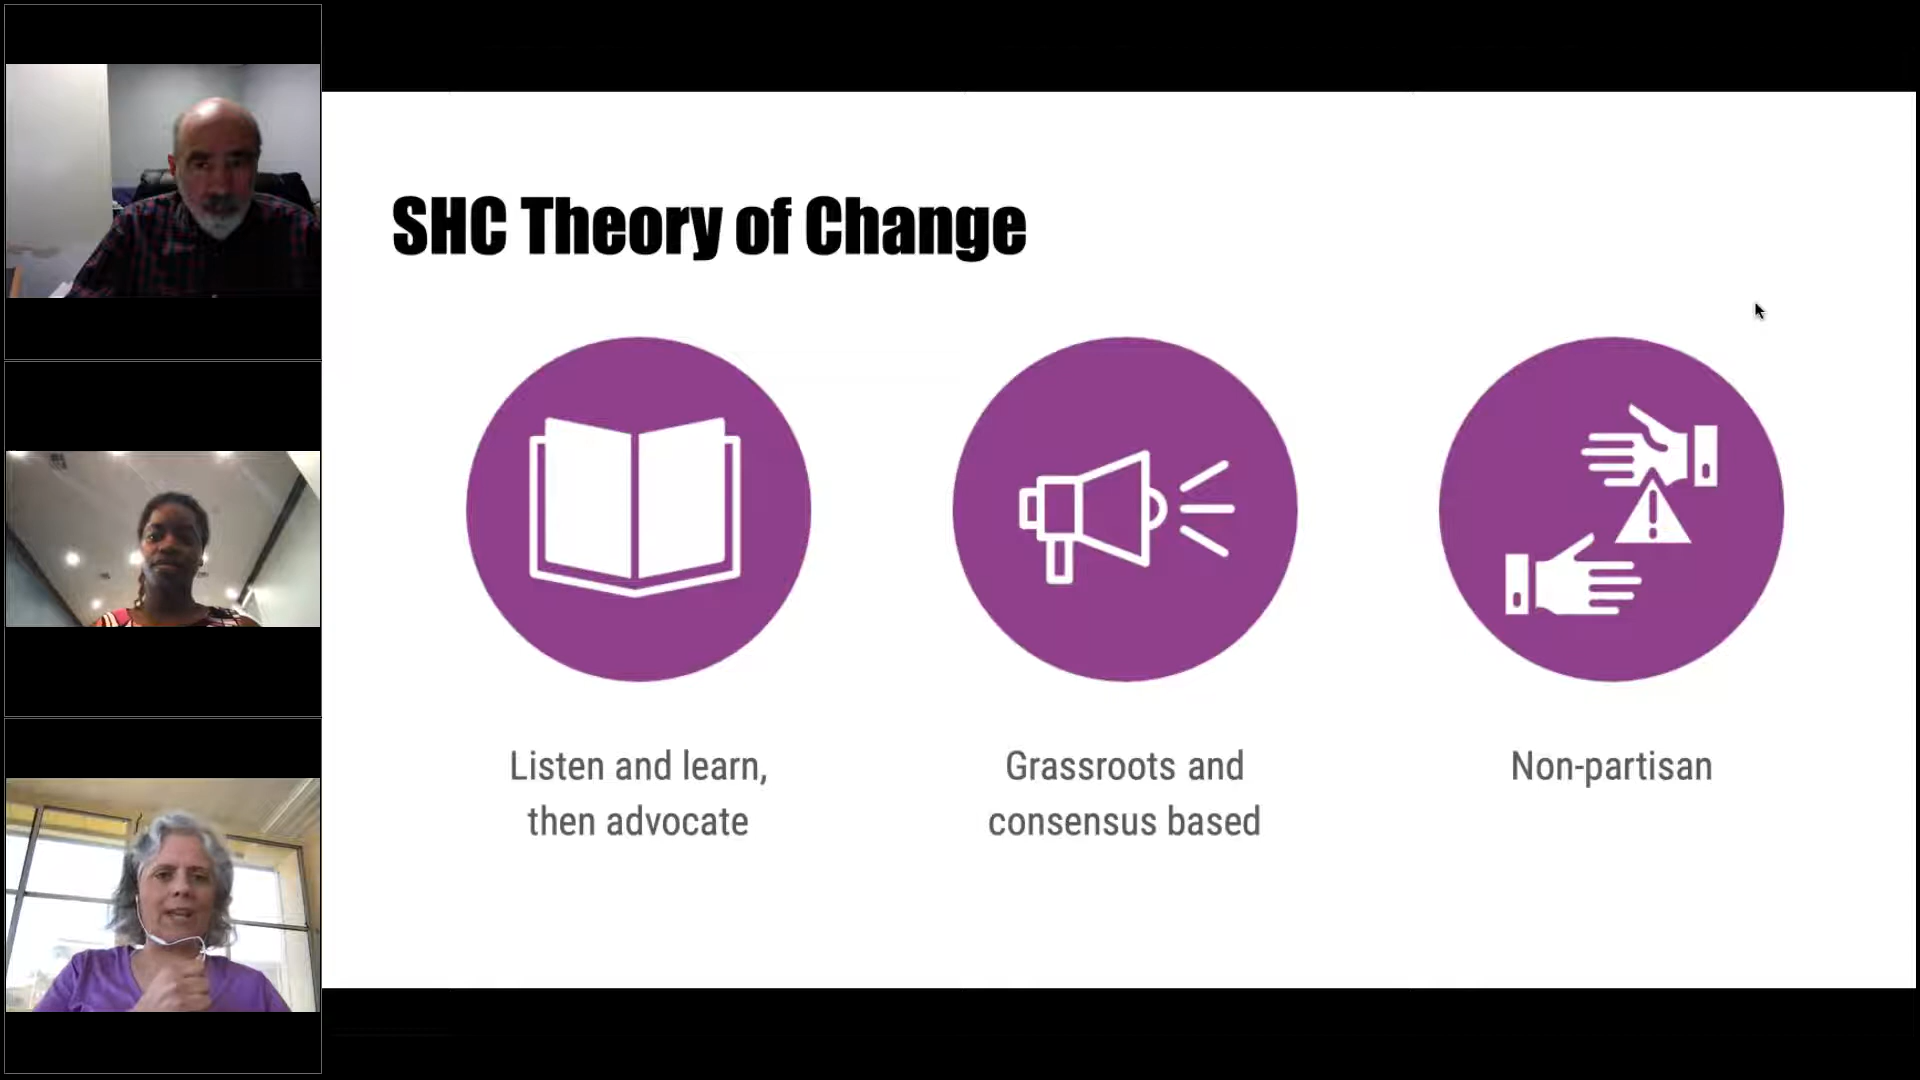 SHC Theory of Change
Listen and learn,
then advocate
Grassroots and
consensus based
Non-partisan